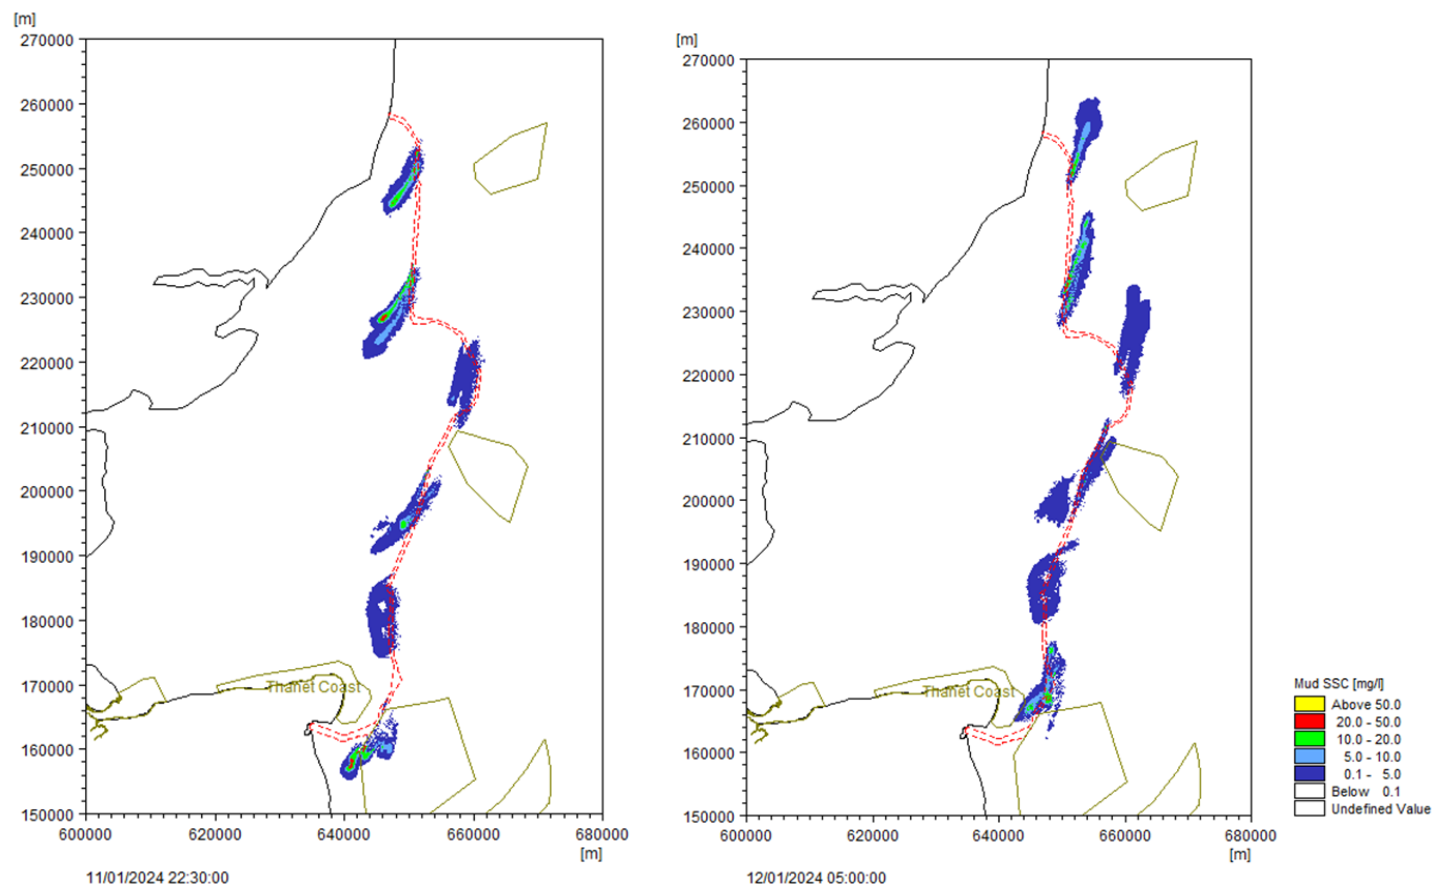 [m]
270000
260000
250000
240000
230000
220000
210000
200000
190000
180000
170000
160000
150000
Thanet Coast
600000 620000 640000 660000 680000
[m]
11/01/2024 22:30:00
[m]
270000
260000
250000
240000
230000
220000
210000
200000
190000
180000
170000
160000
150000
Thanet Coast
600000 620000 640000 660000 680000
[m]
12/01/2024 05:00:00
Mud SSC [mg/l]
Above 50.0
20.0 - 50.0
10.0 - 20.0
5.0 - 10.0
0.1 - 5.0
Below 0.1
Undefined Value